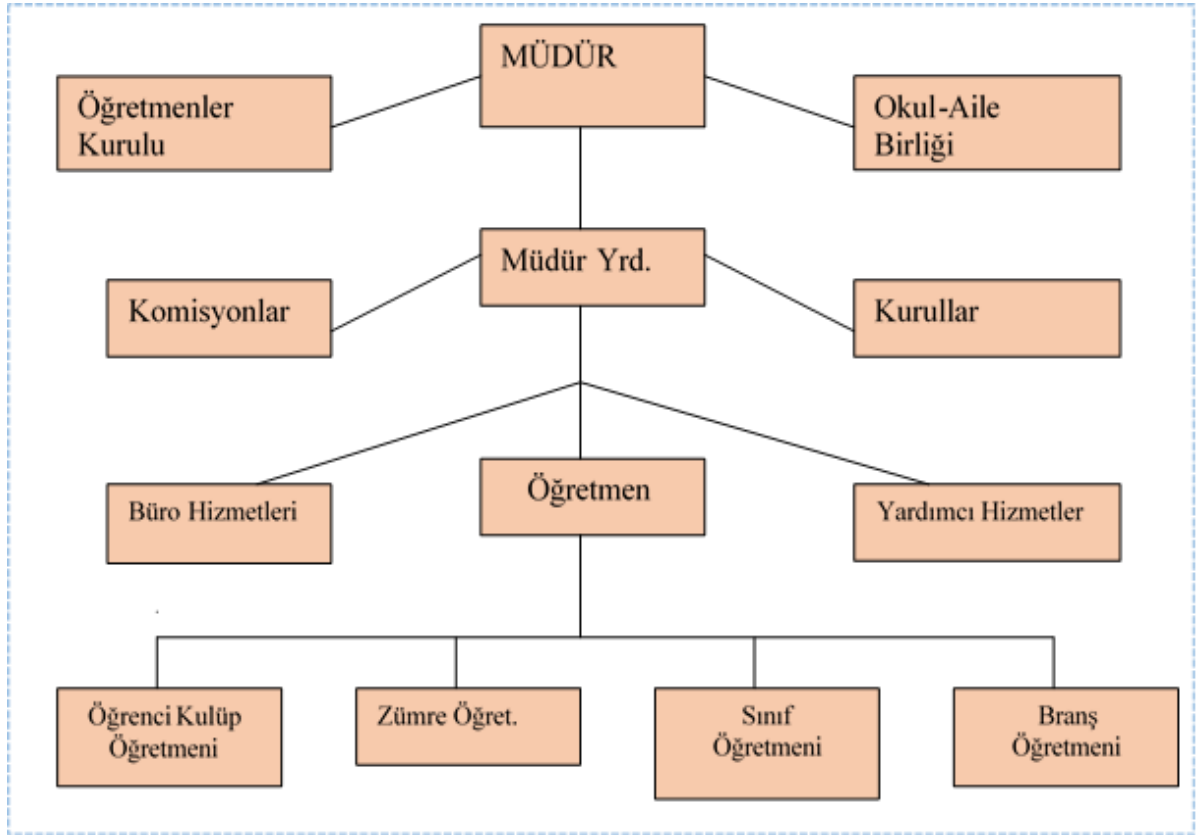 MÜDÜR
Öğretmenler
Kurulu
Okul-Aile
Birliği
Müdür Yrd.
Komisyonlar
Kurullar
Büro Hizmetleri
Öğretmen
Yardımcı Hizmetler
Öğrenci Kulüp
Öğretmeni
Zümre Öğret.
Sınıf
Öğretmeni
Branş
Öğretmeni